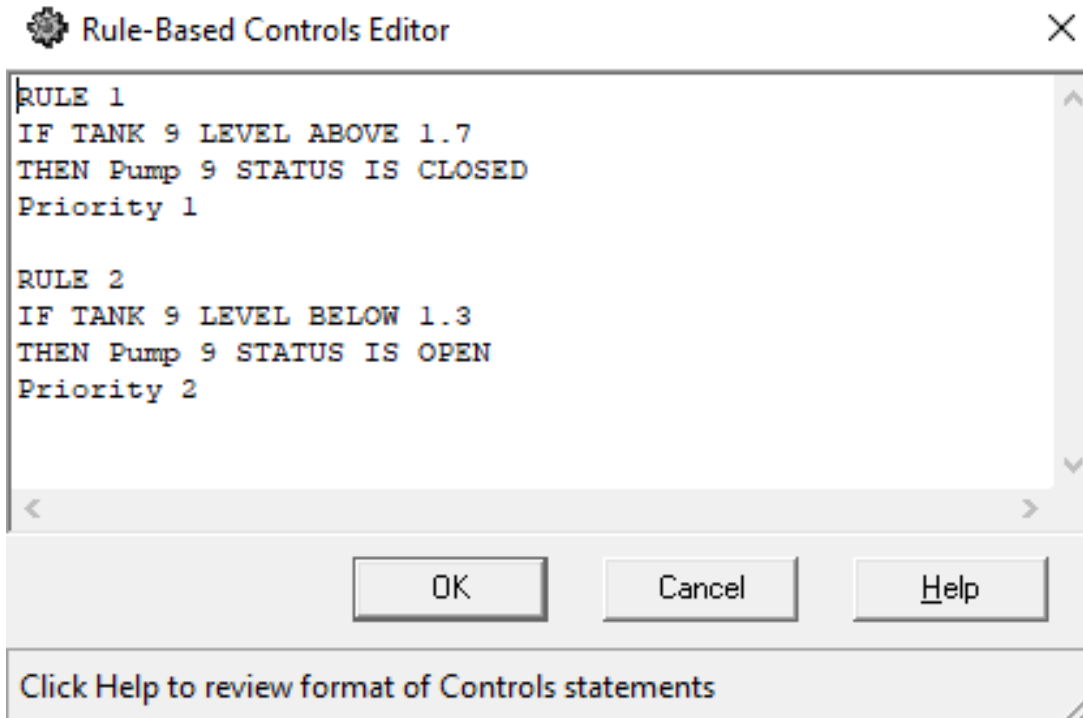 Rule-Based Controls Editor
RULE 1
IF TANK 9 LEVEL ABOVE 1.7
THEN Pump 9 STATUS IS CLOSED
Priority 1
RULE 2
IF TANK 9 LEVEL BELOW 1.3
THEN Pump 9 STATUS IS OPEN
Priority 2
OK Cancel Help
Click Help to review format of Controls statements